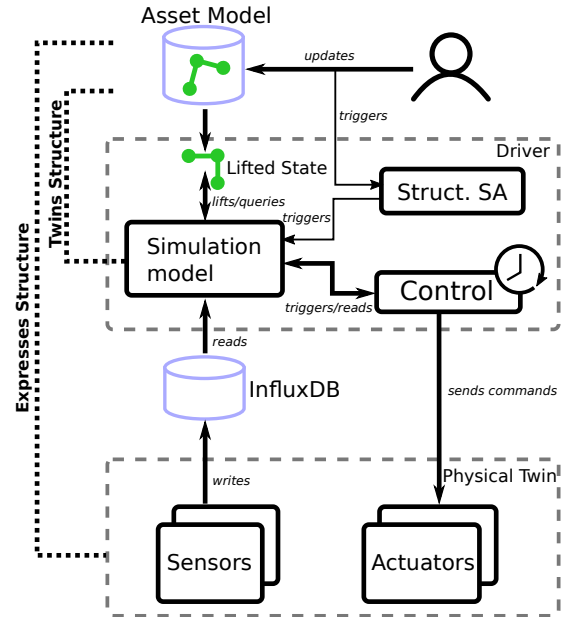 Asset Model
updates
triggers
Driver
Lifted State
Struct. SA
lifts/queries
triggers
Simulation
model
Control
triggers/reads
reads
InfluxDB
sends commands
Physical Twin
writes
Sensors
Actuators
Twins Structure
Expresses Structure